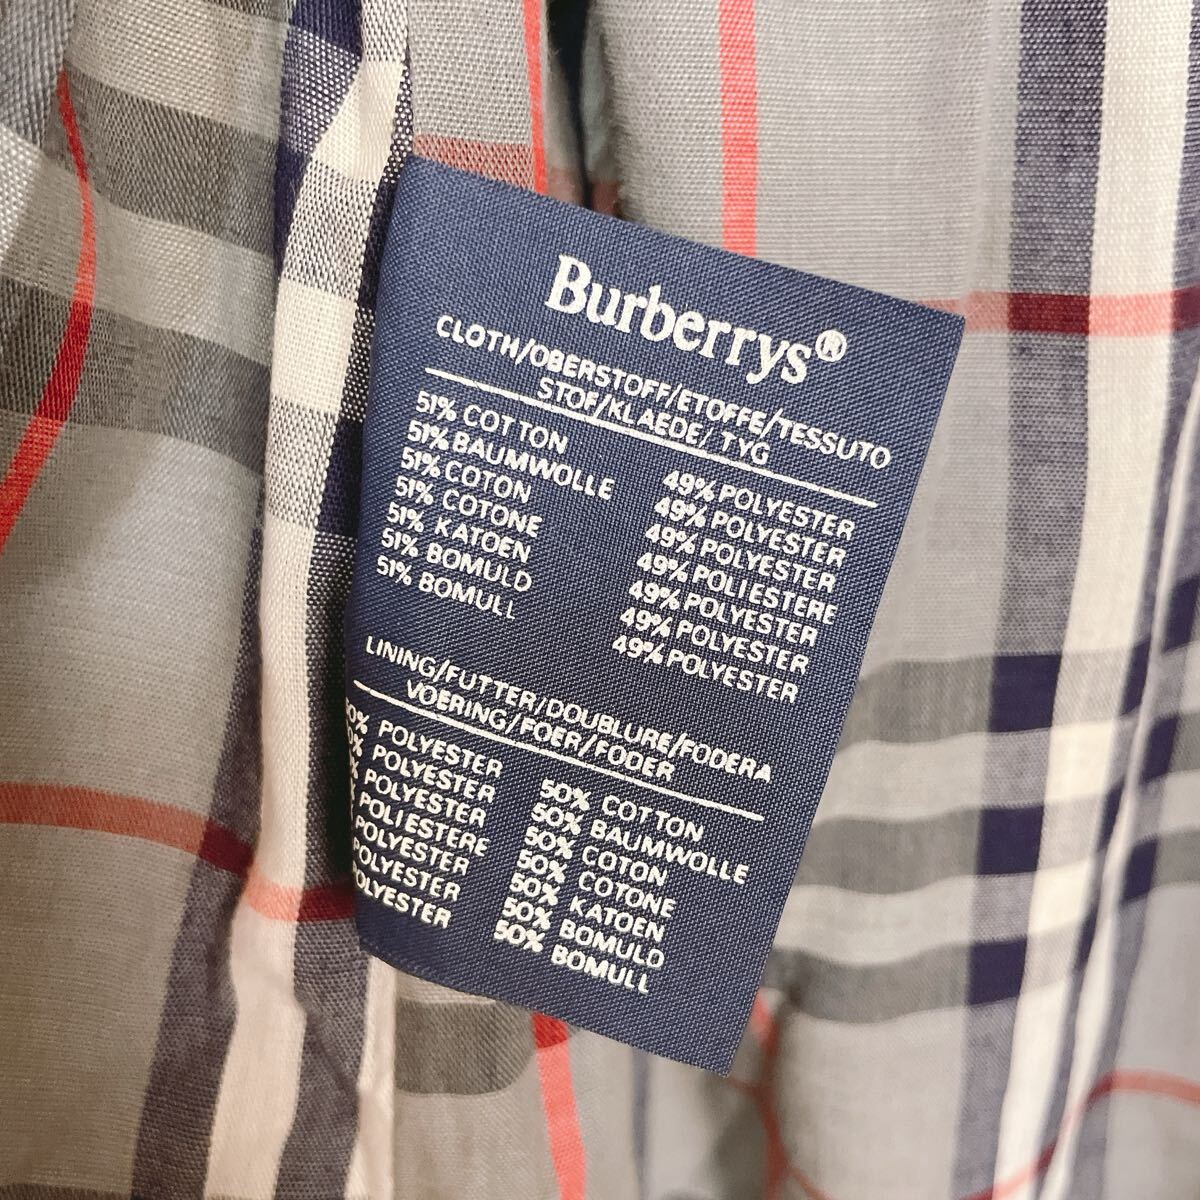 Burberrys®
CLOTH/OBERSTOFF/ETOFFE/TESSUTO
STOF/KLAEDE/ TYG
51% COTTON 49% POLYESTER
51% BAUMWOLLE 49% POLYESTER
51% COTON 49% POLYESTER
51% COTONE 49% POLIESTERE
51% KATOEN 49% POLYESTER
51% BOMULD 49% POLYESTER
51% BOMULL 49% POLYESTER
LINING/FUTTER/DOUBLURE/FODERA
VOERING/FOER/FODER
POLYESTER 50% COTTON
POLYESTER 50% BAUMWOLLE
POLYESTER 50% COTON
POLIESTERE 50% COTONE
POLYESTER 50% KATOEN
POLYESTER 50% BOMULD
OLYESTER 50% BOMULL